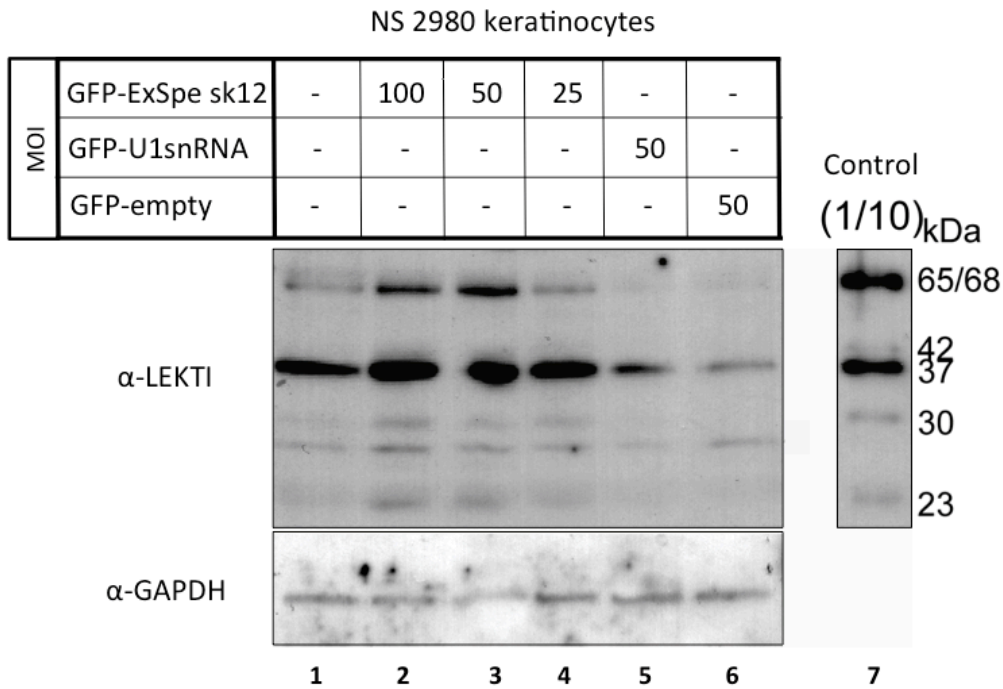 NS 2980 keratinocytes
MOI
GFP-ExSpe sk12 - 100 50 25 - -
GFP-U1snRNA - - - - 50 -
GFP-empty - - - - - 50
Control
(1/10)
kDa
65/68
42
37
30
23
α-LEKTI
α-GAPDH
1 2 3 4 5 6 7